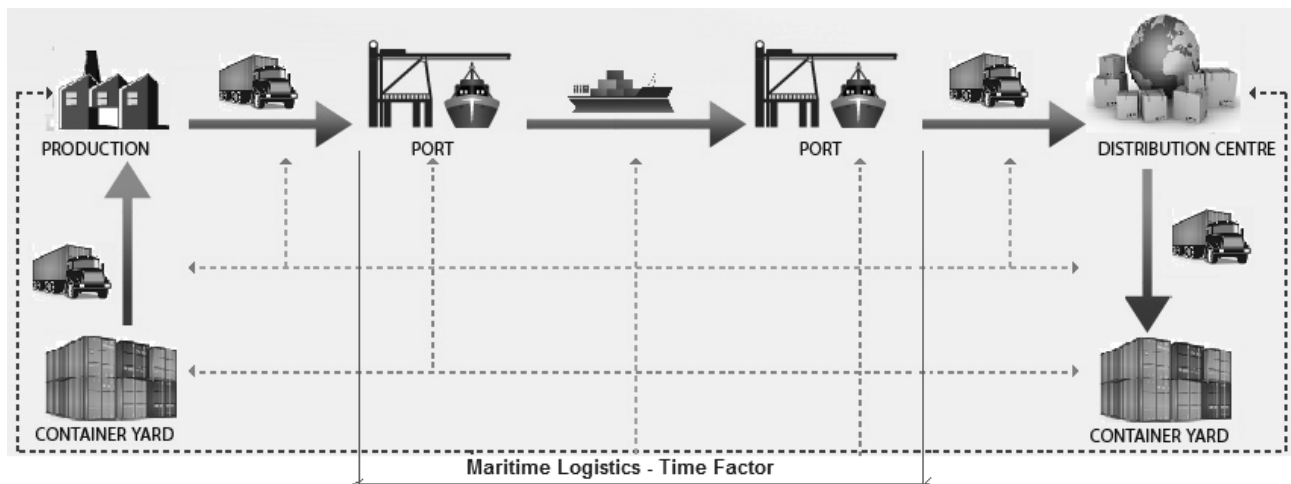 PRODUCTION
PORT
PORT
DISTRIBUTION CENTRE
CONTAINER YARD
CONTAINER YARD
Maritime Logistics - Time Factor